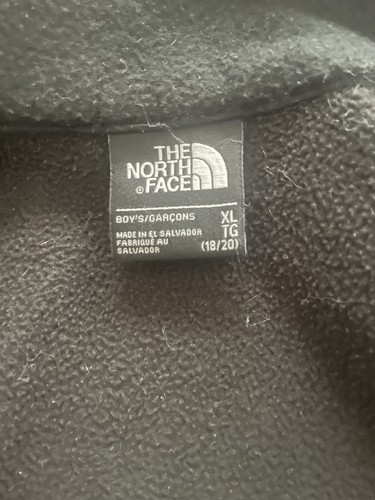 THE
NORTH
®FACE
BOY'S/GARÇONS XL
MADE IN EL SALVADOR TG
FABRIQUÉ AU
SALVADOR (18/20)